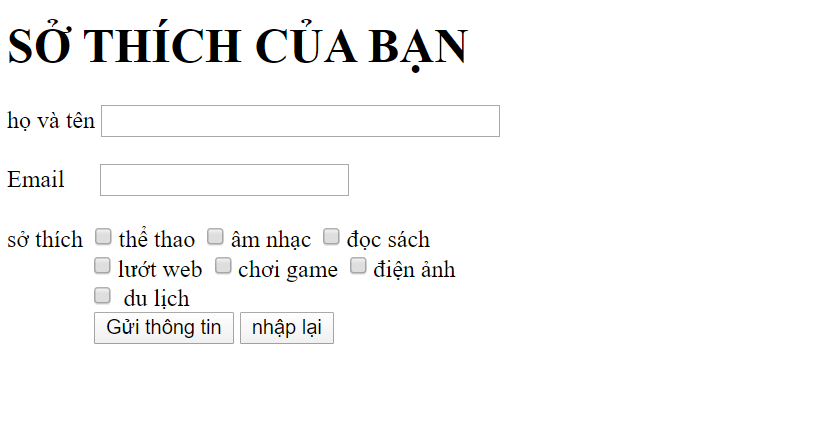 SỞ THÍCH CỦA BẠN
họ và tên
Email
sở thích thể thao âm nhạc đọc sách
lướt web chơi game điện ảnh
du lịch
Gửi thông tin nhập lại